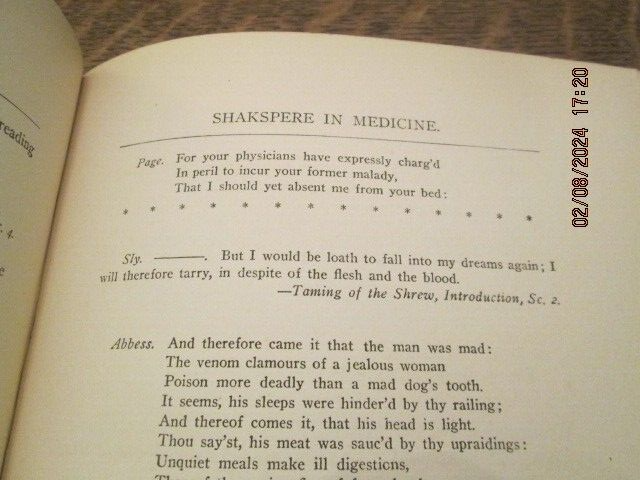 reading
4.
SHAKSPERE IN MEDICINE.
Page. For your physicians have expressly charg'd
In peril to incur your former malady,
That I should yet absent me from your bed:
* * * * * * * * * * * * * *
Sly. ———. But I would be loath to fall into my dreams again; I
will therefore tarry, in despite of the flesh and the blood.
—Taming of the Shrew, Introduction, Sc. 2.
Abbess. And therefore came it that the man was mad:
The venom clamours of a jealous woman
Poison more deadly than a mad dog's tooth.
It seems, his sleeps were hinder'd by thy railing;
And thereof comes it, that his head is light.
Thou say'st, his meat was sauc'd by thy upraidings:
Unquiet meals make ill digestions,
02/08/2024 17:20